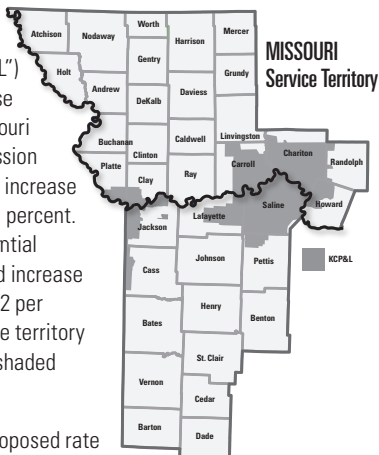 L")
se
ouri
ssion
increase
percent.
ntial
d increase
2 per
e territory
shaded
oposed rate
MISSOURI
Service Territory
Atchison
Nodaway
Worth
Harrison
Mercer
Gentry
Holt
Andrew
DeKalb
Daviess
Grundy
Buchanan
Clinton
Caldwell
Linvingston
Chariton
Carroll
Randolph
Platte
Clay
Ray
Howard
Saline
Lafayette
Jackson
KCP&L
Cass
Johnson
Pettis
Henry
Benton
Bates
St. Clair
Vernon
Cedar
Barton
Dade